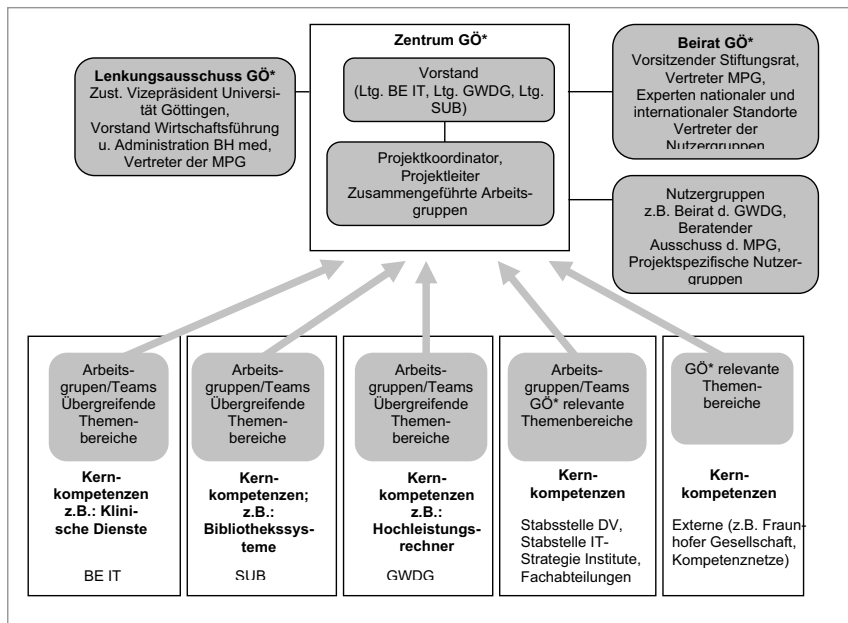 Zentrum GÖ*
Vorstand
(Ltg. BE IT, Ltg. GWDG, Ltg.
SUB)
Projektkoordinator,
Projektleiter
Zusammengeführte Arbeits-
gruppen
Lenkungsausschuss GÖ*
Zust. Vizepräsident Universi-
tät Göttingen,
Vorstand Wirtschaftsführung
u. Administration BH med,
Vertreter der MPG
Beirat GÖ*
Vorsitzender Stiftungsrat,
Vertreter MPG,
Experten nationaler und
internationaler Standorte
Vertreter der
Nutzergruppen
Nutzergruppen
z.B. Beirat d. GWDG,
Beratender
Ausschuss d. MPG,
Projektspezifische Nutzer-
gruppen
Arbeits-
gruppen/Teams
Übergreifende
Themen-
bereiche
Kern-
kompetenzen
z.B.: Klini-
sche Dienste
BE IT
Arbeits-
gruppen/Teams
Übergreifende
Themen-
bereiche
Kern-
kompetenzen;
z.B.:
Bibliothekssys-
teme
SUB
Arbeits-
gruppen/Teams
Übergreifende
Themen-
bereiche
Kern-
kompetenzen
z.B.:
Hochleistungs-
rechner
GWDG
Arbeits-
gruppen/Teams
GÖ* relevante
Themenbereiche
Kern-
kompetenzen
Stabsstelle DV,
Stabstelle IT-
Strategie Institute,
Fachabteilungen
GÖ* relevante
Themen-
bereiche
Kern-
kompetenzen
Externe (z.B. Fraun-
hofer Gesellschaft,
Kompetenznetze)